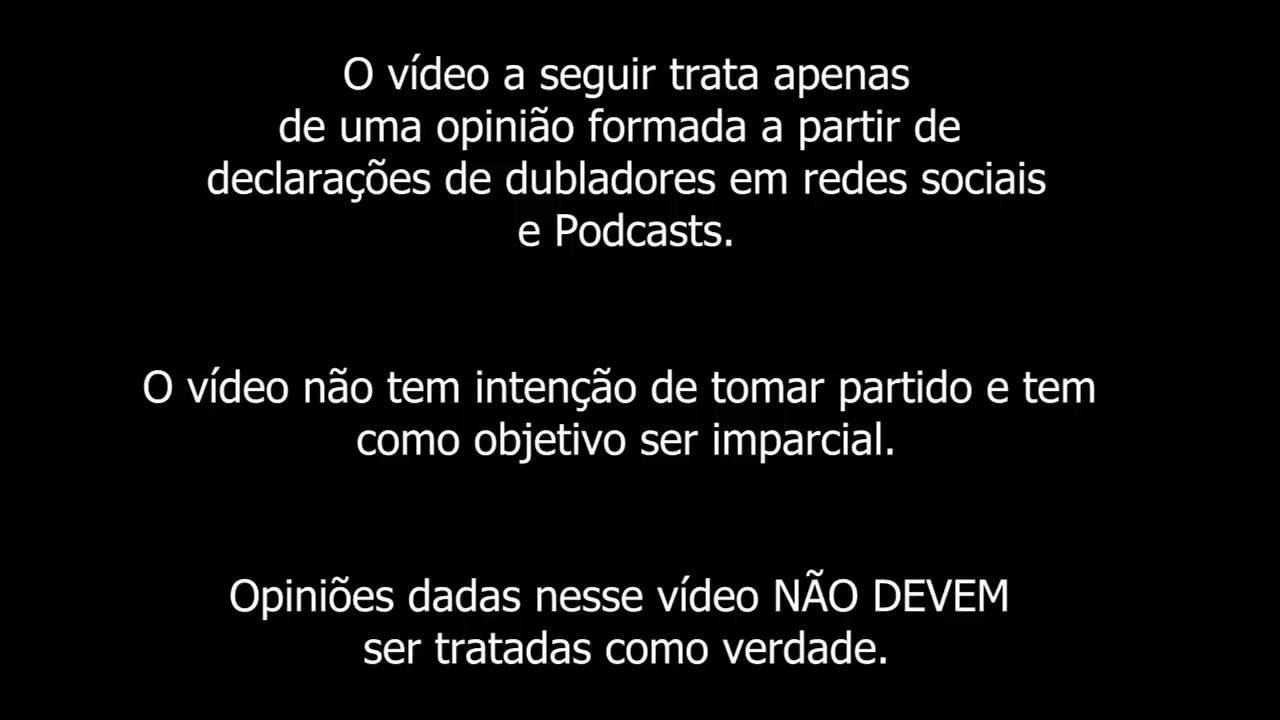 O vídeo a seguir trata apenas
de uma opinião formada a partir de
declarações de dubladores em redes sociais
e Podcasts.
O vídeo não tem intenção de tomar partido e tem
como objetivo ser imparcial.
Opiniões dadas nesse vídeo NÃO DEVEM
ser tratadas como verdade.